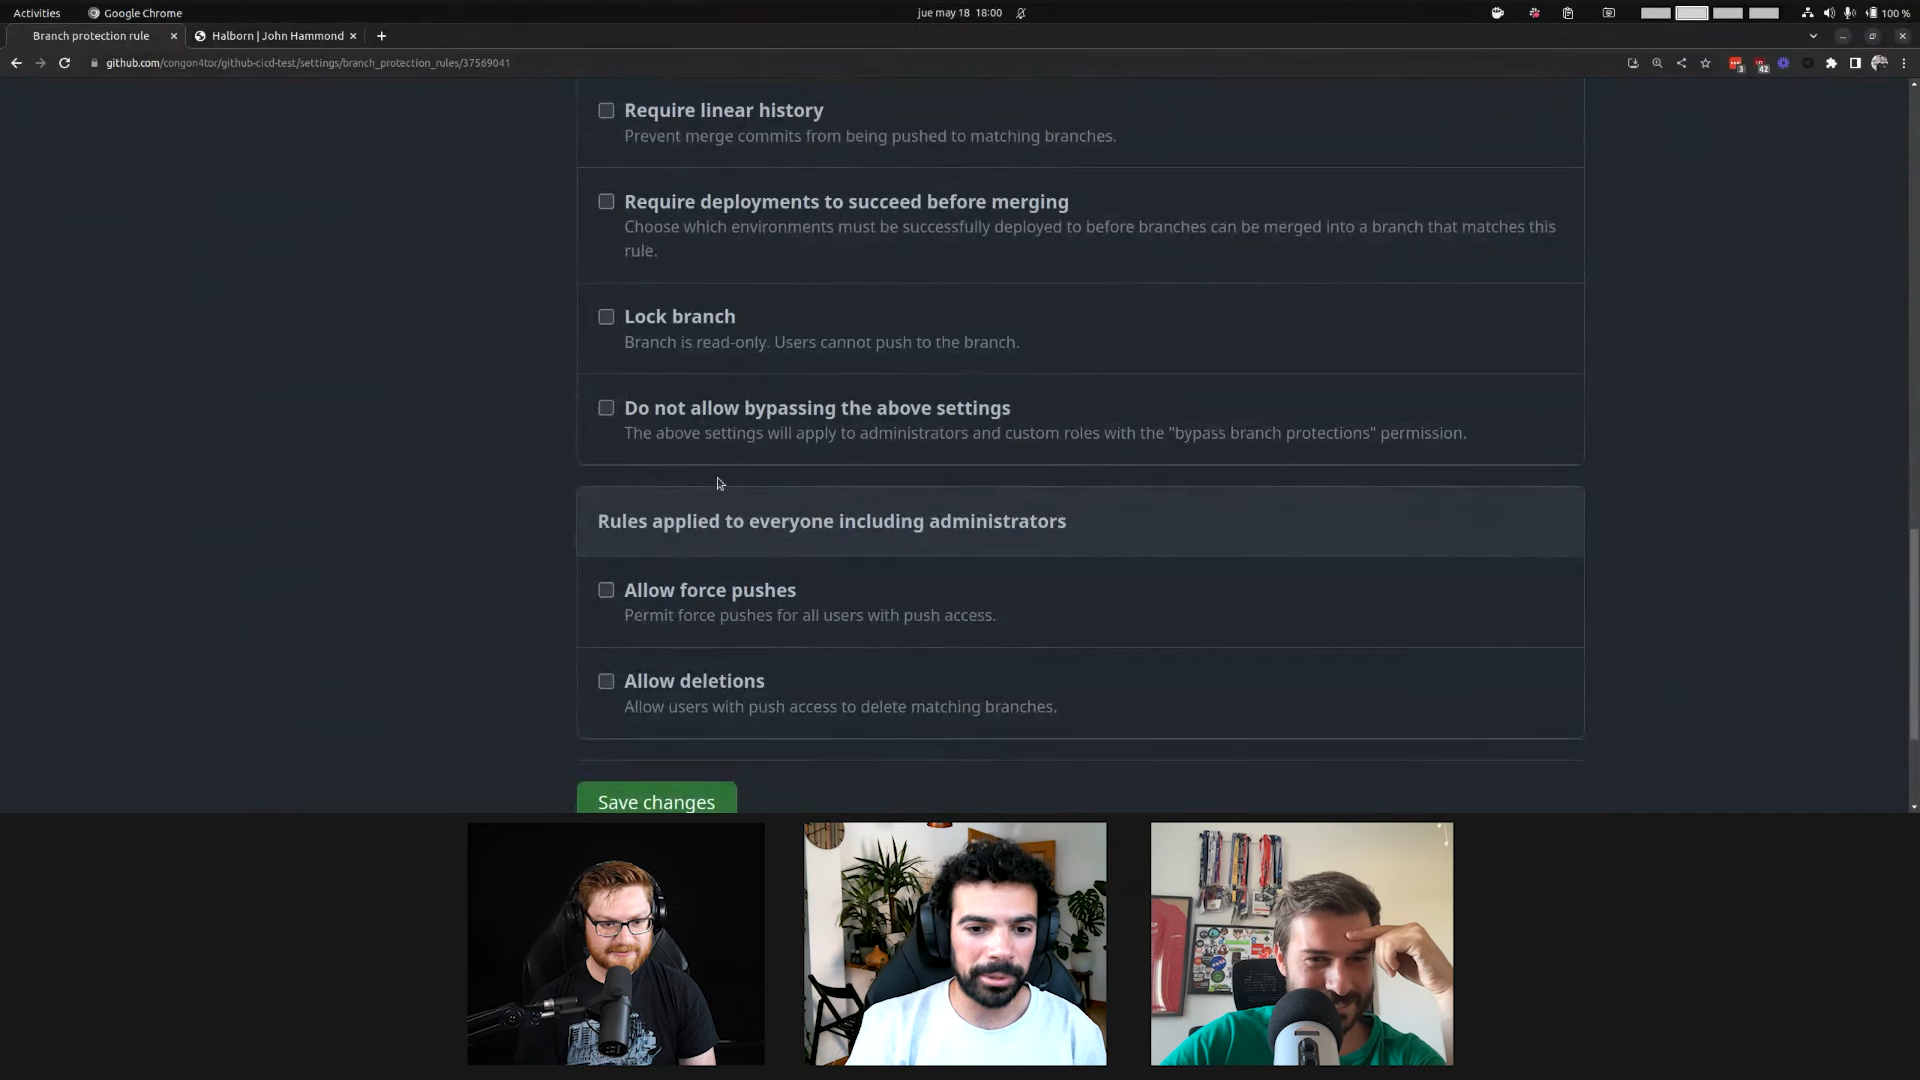 Activities
Google Chrome
jue may 18 18:00
100 %
Branch protection rule
Halborn | John Hammond
github.com/congon4tor/github-cicd-test/settings/branch_protection_rules/37569041
3
42
Require linear history
Prevent merge commits from being pushed to matching branches.
Require deployments to succeed before merging
Choose which environments must be successfully deployed to before branches can be merged into a branch that matches this
rule.
Lock branch
Branch is read-only. Users cannot push to the branch.
Do not allow bypassing the above settings
The above settings will apply to administrators and custom roles with the "bypass branch protections" permission.
Rules applied to everyone including administrators
Allow force pushes
Permit force pushes for all users with push access.
Allow deletions
Allow users with push access to delete matching branches.
Save changes